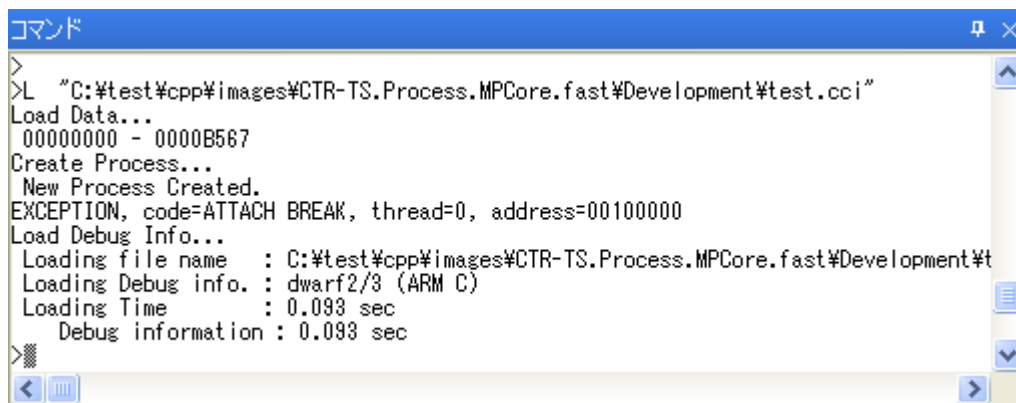 コマンド
>
>L  "C:¥test¥cpp¥images¥CTR-TS.Process.MPCore.fast¥Development¥test.cci"
Load Data...
 00000000 - 0000B567
Create Process...
 New Process Created.
EXCEPTION, code=ATTACH BREAK, thread=0, address=00100000
Load Debug Info...
 Loading file name   : C:¥test¥cpp¥images¥CTR-TS.Process.MPCore.fast¥Development¥t
 Loading Debug info. : dwarf2/3 (ARM C)
 Loading Time        : 0.093 sec
    Debug information : 0.093 sec
>